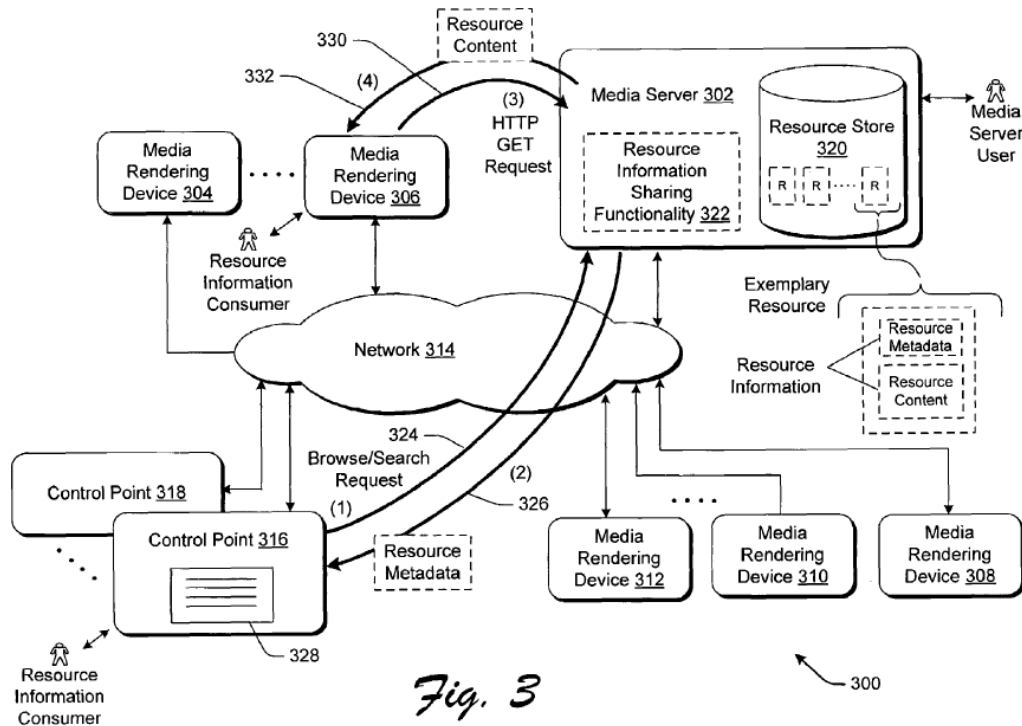 Resource
Content
330
332
(4)
(3)
HTTP
GET
Request
Media Server 302
Resource
Information
Sharing
Functionality 322
Resource Store
320
R
R
.....
R
Media
Server
User
Media
Rendering
Device 304
....
Media
Rendering
Device 306
Resource
Information
Consumer
Exemplary
Resource
Resource
Metadata
Resource
Content
Resource
Information
Network 314
324
Browse/Search
Request
(1)
(2)
326
Control Point 318
Control Point 316
....
Resource
Metadata
328
Resource
Information
Consumer
....
Media
Rendering
Device 312
Media
Rendering
Device 310
Media
Rendering
Device 308
300
Fig. 3